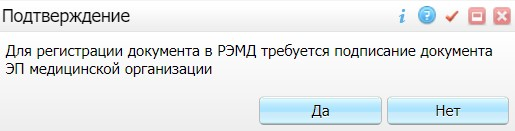 Подтверждение
Для регистрации документа в РЭМД требуется подписание документа
ЭП медицинской организации
Да
Нет